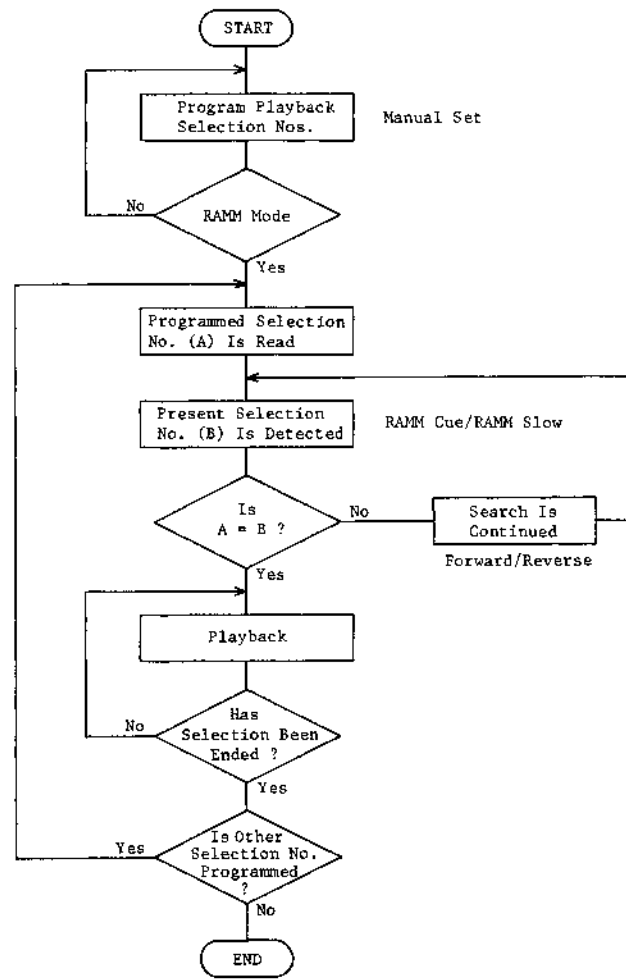 START
Program Playback
Selection Nos.
Manual Set
No
RAMM Mode
Yes
Programmed Selection
No. (A) Is Read
Present Selection
No. (B) Is Detected
RAMM Cue/RAMM Slow
Is
A = B ?
No
Search Is
Continued
Yes
Forward/Reverse
Playback
No
Has
Selection Been
Ended ?
Yes
Yes
Is Other
Selection No.
Programmed
?
No
END